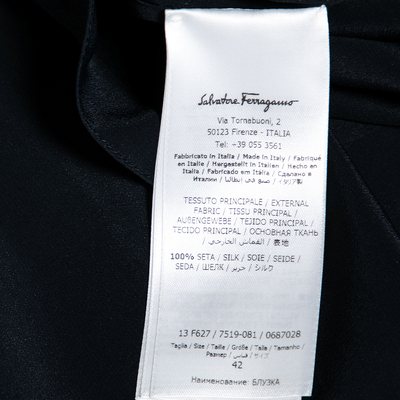 Salvatore Ferragamo
Via Tornabuoni, 2
50123 Firenze - ITALIA
Tel: +39 055 3561
Fabbricato in Italia / Made in Italy / Fabriqué
en Italie / Hergestellt in Italien / Hecho en
Italia / Fabricado em Itália / Сделано в
Италии / صنع في ايطاليا / イタリア製
TESSUTO PRINCIPALE / EXTERNAL
FABRIC / TISSU PRINCIPAL /
AUßENGEWEBE / TEJIDO PRINCIPAL /
TECIDO PRINCIPAL / ОСНОВНАЯ ТКАНЬ
/ القماش الخارجي / 表地
100% SETA / SILK / SOIE / SEIDE /
SEDA / ШЕЛК / حرير / シルク
13 F627 / 7519-081 / 0687028
Taglia / Size / Taille / Größe / Talla / Tamanho /
Размер / قياس / サイズ
42
Наименование: БЛУЗКА